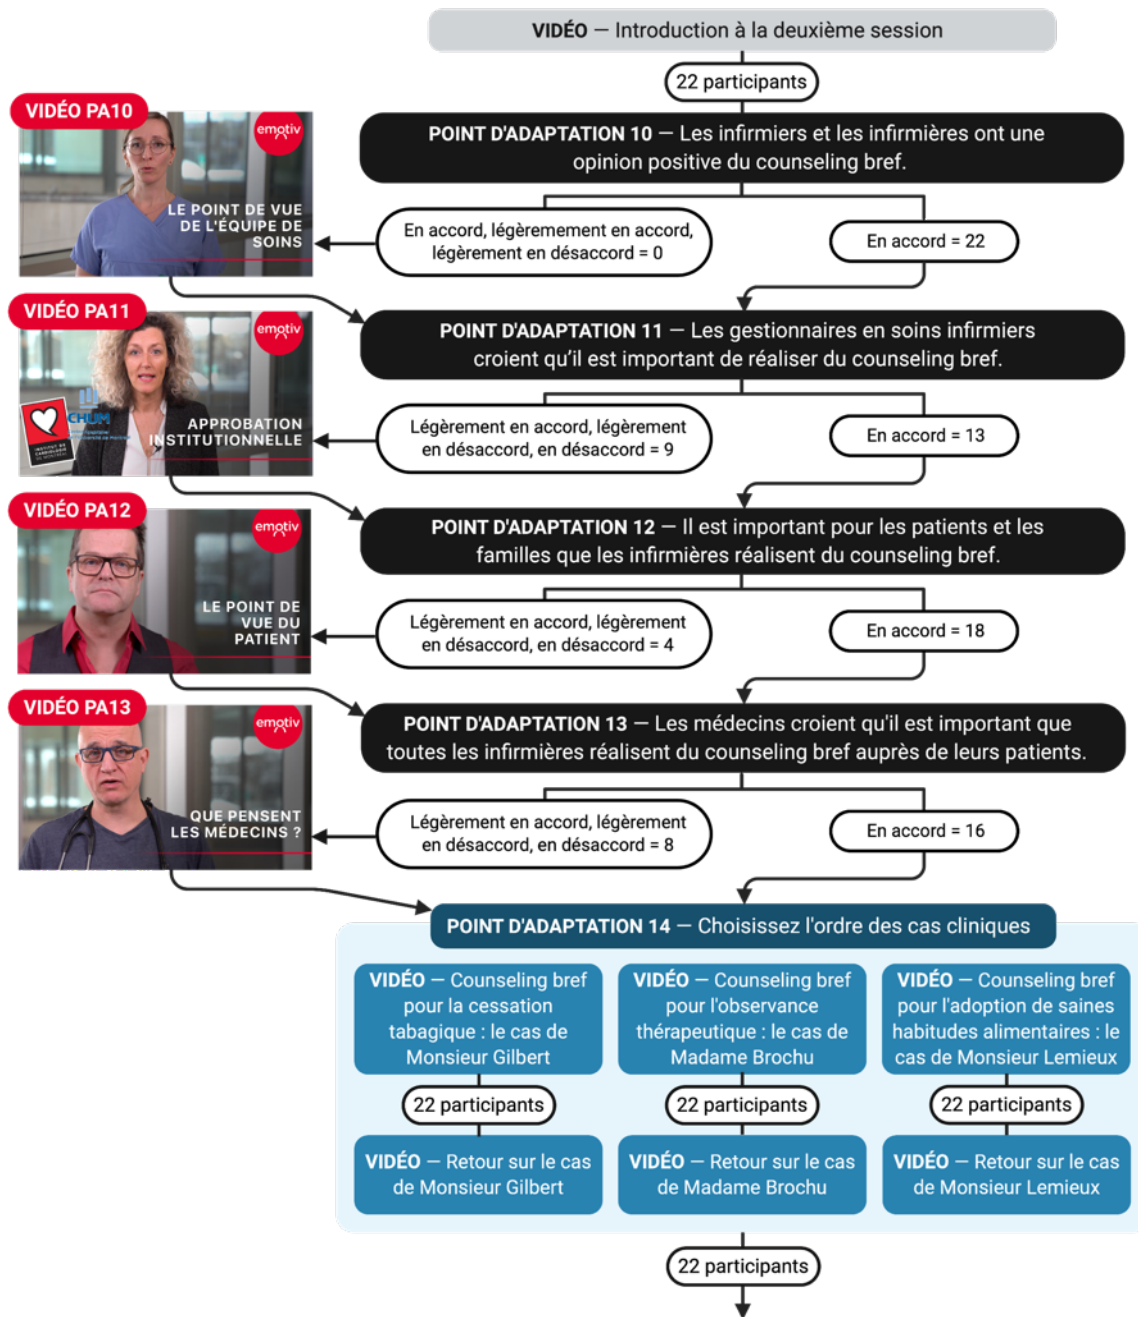 VIDÉO — Introduction à la deuxième session
22 participants
VIDÉO PA10
emotiv
LE POINT DE VUE
DE L'ÉQUIPE DE
SOINS
POINT D'ADAPTATION 10 — Les infirmiers et les infirmières ont une
opinion positive du counseling bref.
En accord, légèremement en accord,
légèrement en désaccord = 0
En accord = 22
VIDÉO PA11
emotiv
CHUM
INSTITUT DE
CARDIOLOGIE
DE MONTRÉAL
APPROBATION
INSTITUTIONNELLE
POINT D'ADAPTATION 11 — Les gestionnaires en soins infirmiers
croient qu'il est important de réaliser du counseling bref.
Légèrement en accord, légèrement
en désaccord, en désaccord = 9
En accord = 13
VIDÉO PA12
emotiv
LE POINT DE
VUE DU
PATIENT
POINT D'ADAPTATION 12 — Il est important pour les patients et les
familles que les infirmières réalisent du counseling bref.
Légèrement en accord, légèrement
en désaccord, en désaccord = 4
En accord = 18
VIDÉO PA13
emotiv
QUE PENSENT
LES MÉDECINS ?
POINT D'ADAPTATION 13 — Les médecins croient qu'il est important que
toutes les infirmières réalisent du counseling bref auprès de leurs patients.
Légèrement en accord, légèrement
en désaccord, en désaccord = 8
En accord = 16
POINT D'ADAPTATION 14 — Choisissez l'ordre des cas cliniques
VIDÉO — Counseling bref
pour la cessation
tabagique : le cas de
Monsieur Gilbert
22 participants
VIDÉO — Retour sur le cas
de Monsieur Gilbert
VIDÉO — Counseling bref
pour l'observance
thérapeutique : le cas de
Madame Brochu
22 participants
VIDÉO — Retour sur le cas
de Madame Brochu
VIDÉO — Counseling bref
pour l'adoption de saines
habitudes alimentaires : le
cas de Monsieur Lemieux
22 participants
VIDÉO — Retour sur le cas
de Monsieur Lemieux
22 participants